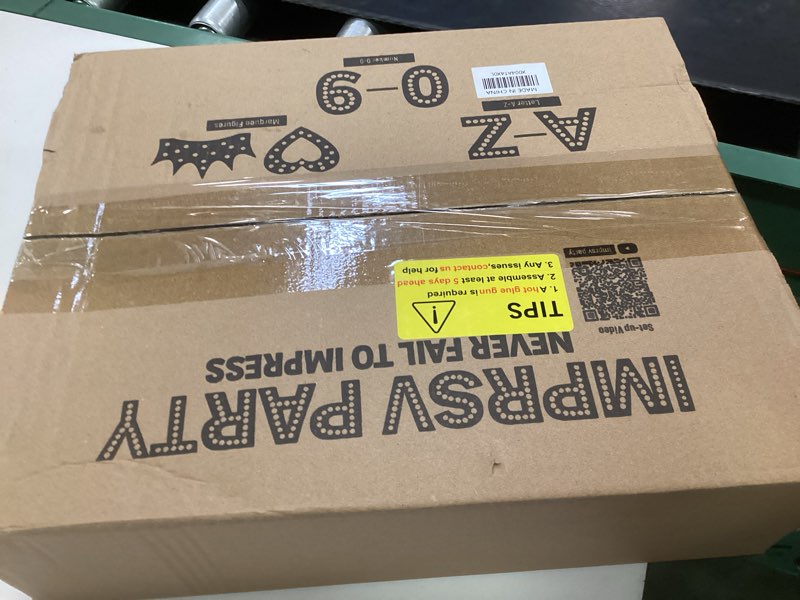 IMPRSV PARTY
NEVER FAIL TO IMPRESS
Set-up Video
imprsv party
TIPS
1. A hot glue gun is required
2. Assemble at least 5 days ahead
3. Any issues,contact us for help
A–Z
Letter A-Z
0–9
Number 0-9
Marquee Figures
MADE IN CHINA